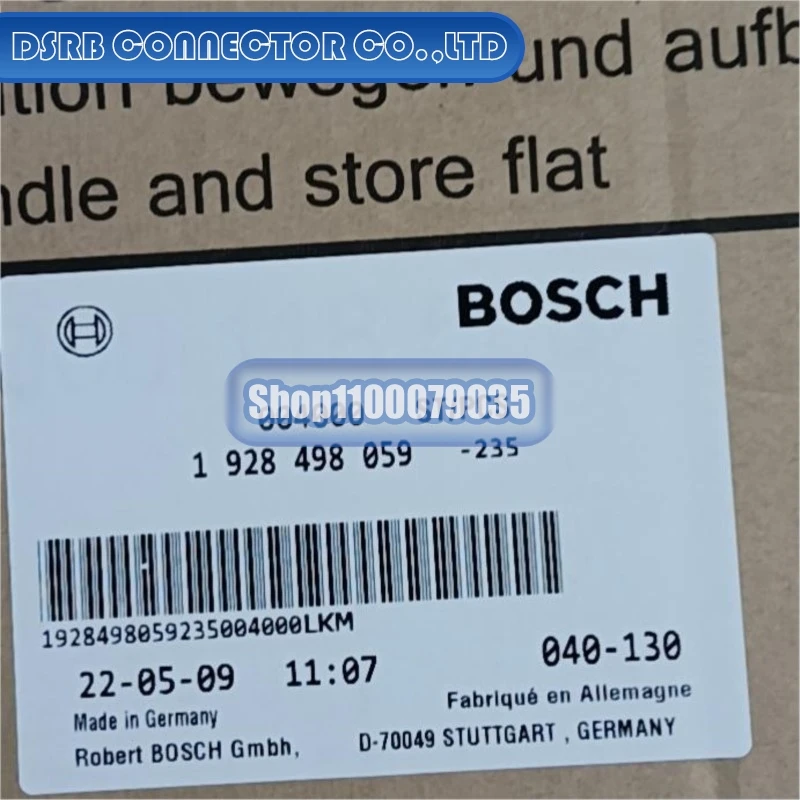 DSRB CONNECTOR CO.,LTD
und aufb
ndle and store flat
BOSCH
Shop1100079035
004000
1 928 498 059 -235
1928498059235004000LKM
22-05-09 11:07 040-130
Made in Germany Fabriqué en Allemagne
Robert BOSCH Gmbh, D-70049 STUTTGART , GERMANY